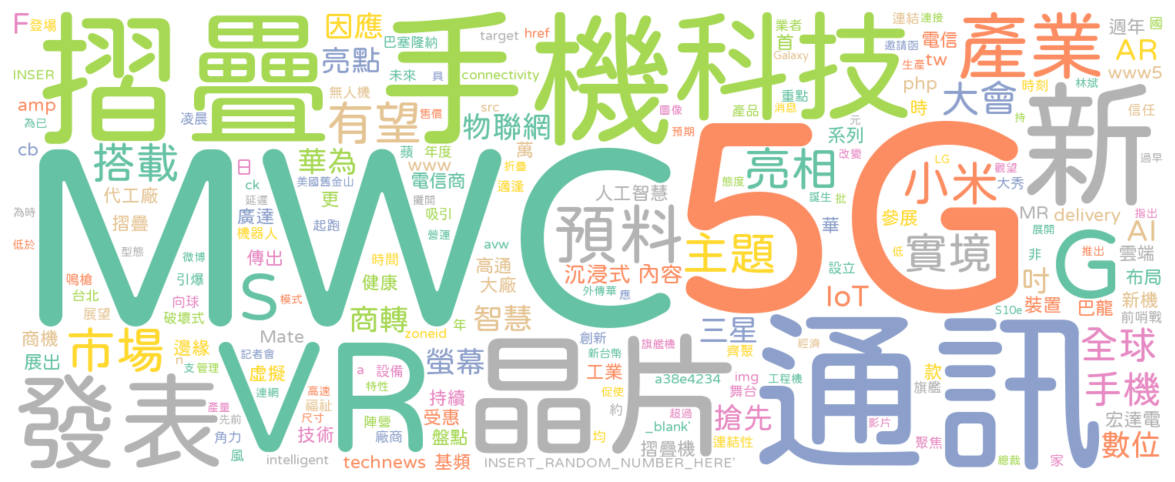 F
登場
摺疊手機
科技
因應
亮點
巴塞隆納
target
href
未來
具
connectivity
業者
首
Galaxy
連結
連接
邀請函
電信
生產
tw
產業
週年
國
AR
www5
INSER
amp
為已
凌晨
無人機
有望
售價
src
物聯網
圖像
重點
產品
消息
預期
php
時
大會
系列
元
改變
時刻
林斌
持
信任
新
過早
cb
搭載
MWC
5G
日
華為
蘋
年度
萬
www
美國舊金山
折疊
ck
延遲
更
電信商
攤開
邁達
代工廠
廣達
摺疊
機器人
起跑
吸引
營運
為時
低於
型態
傳出
avw
時間
高通
大廠
健康
人工智慧
預料
沉浸式
內容
外傳華
應
亮相
主題
態度
誕生
批
LG
觀望
大秀
小米
華
參展
設立
低
實境
IoT
MR
delivery
AI
指出
展開
非
G
推出
雲端
吋
布局
S10e
裝置
巴龍
新機
前哨戰
鳴槍
微博
引爆
台北
展望
向球
破壞式
S
模式
商轉
zoneid
年
智慧
商機
市場
邊緣
記者會
Mate
展出
n
支
管理
虛擬
連網
VR
a
設備
特性
螢幕
創新
新台幣
旗艦機
三星
齊聚
經濟
通訊
款
旗艦
全球
手機
發表
產量
先前
高速
福祉
尺寸
角力
風
技術
陣營
廠商
持續
受惠
盤點
工業
促使
約
均
晶片
a38e4234
_blank'
超過
摺疊機
img
舞台
搶先
連結性
工程機
影片
聚焦
宏達電
數位
總裁
家
intelligent
technews
基頻
INSERT_RANDOM_NUMBER_HERE'